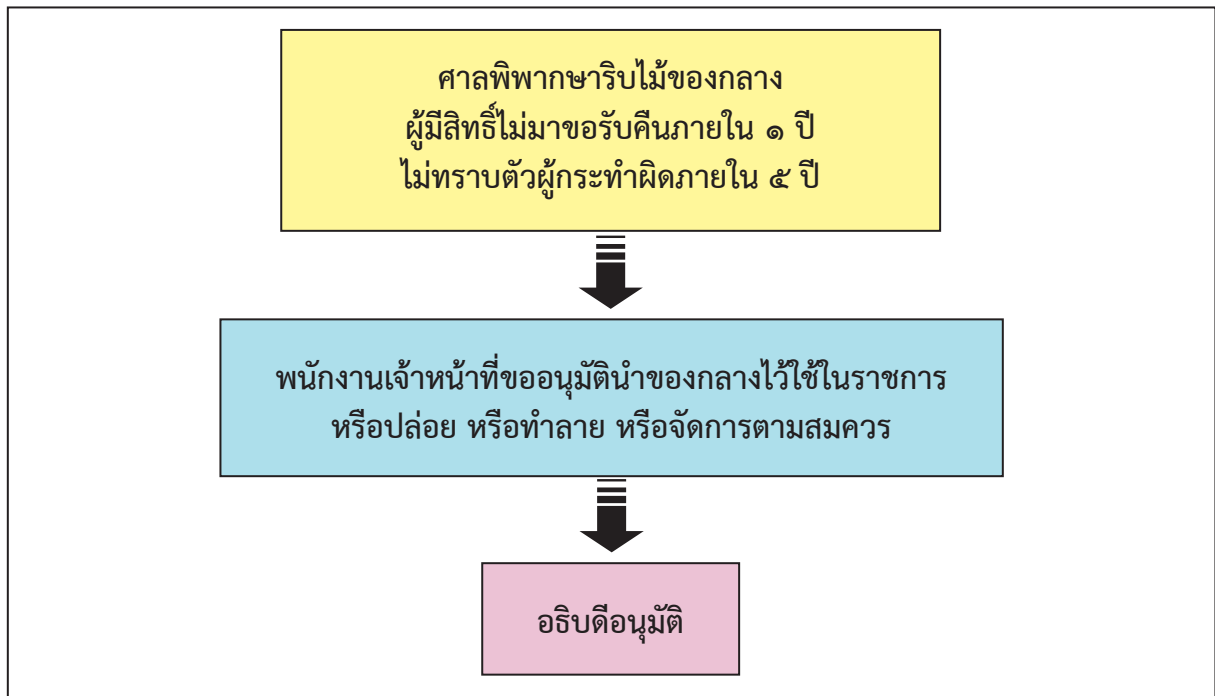 ศาลพิพากษาริบไม้ของกลาง
ผู้มีสิทธิ์ไม่มาขอรับคืนภายใน ๑ ปี
ไม่ทราบตัวผู้กระทำผิดภายใน ๕ ปี
พนักงานเจ้าหน้าที่ขออนุมัตินำของกลางไว้ใช้ในราชการ
หรือปล่อย หรือทำลาย หรือจัดการตามสมควร
อธิบดีอนุมัติ